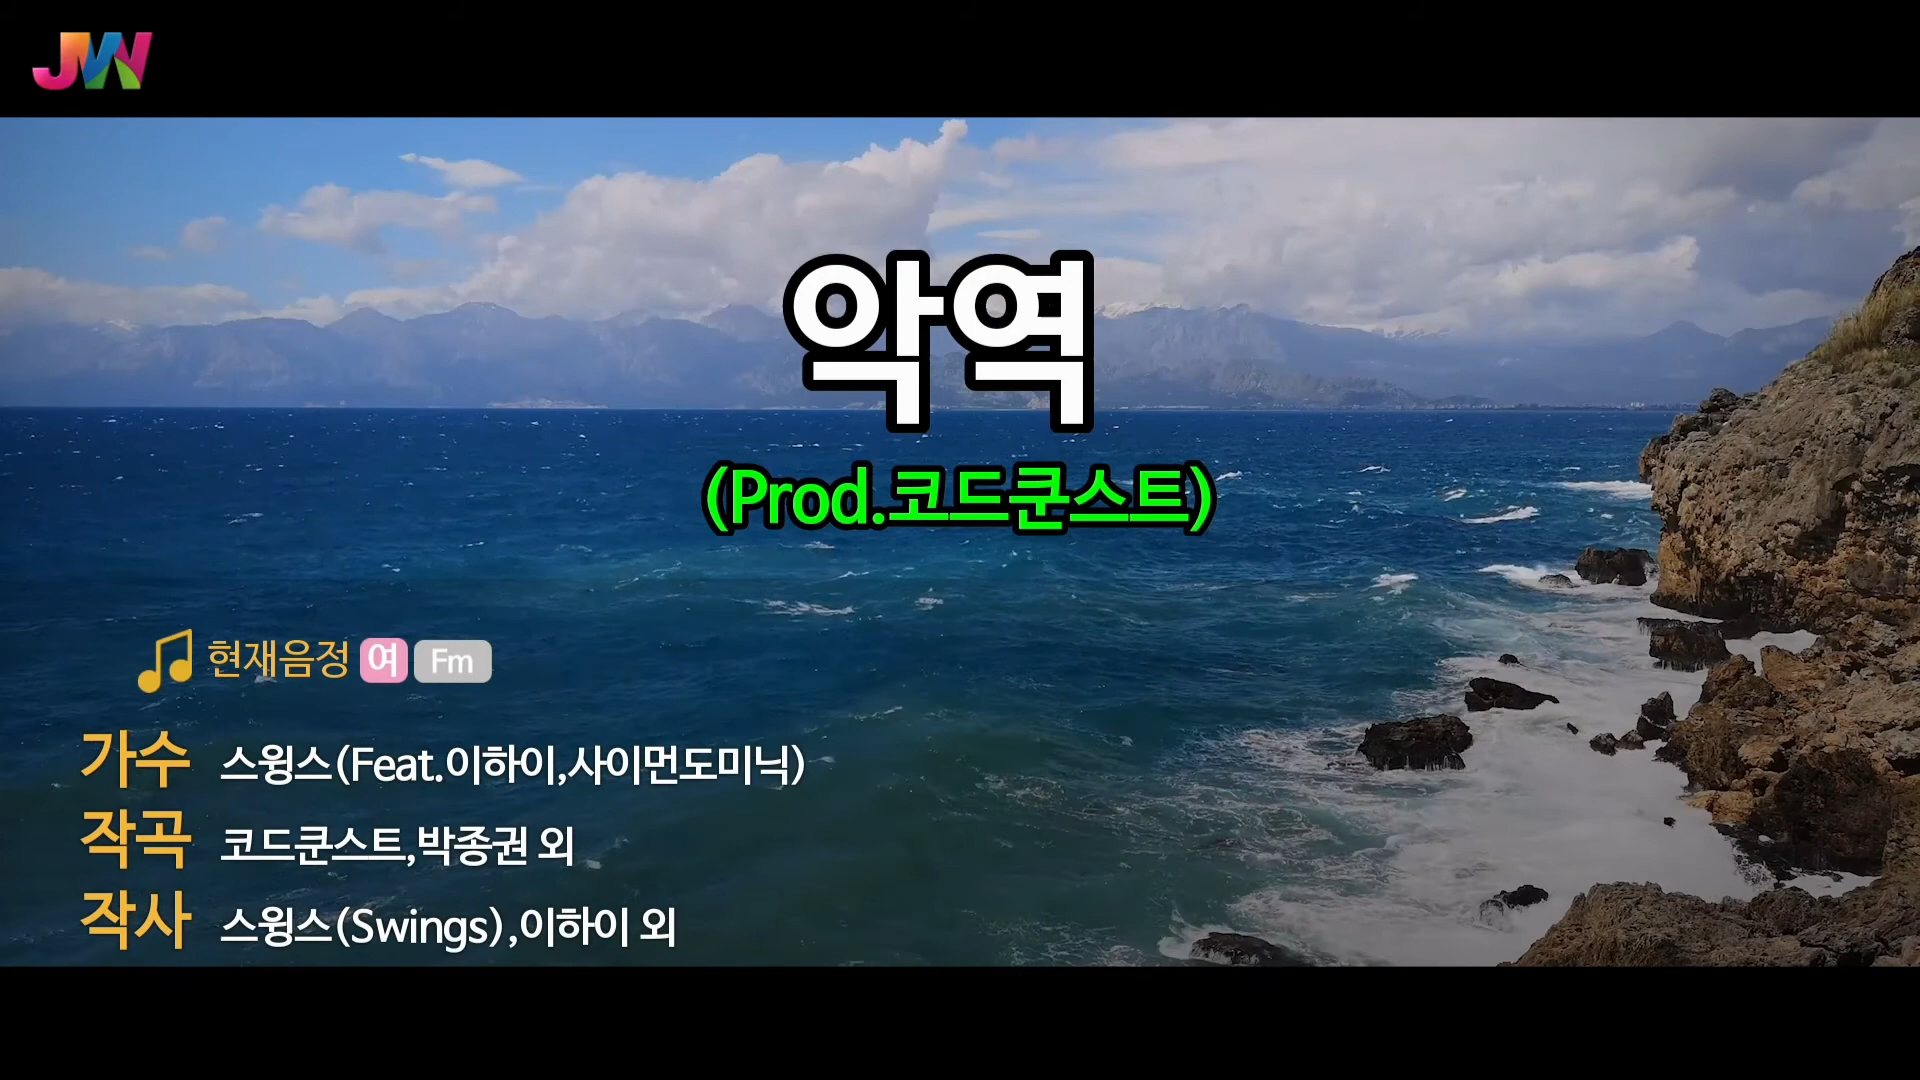 JW
악역
(Prod.코드쿤스트)
현재음정 여 Fm
가수 스윙스(Feat.이하이,사이먼도미닉)
작곡 코드쿤스트,박종권 외
작사 스윙스(Swings),이하이 외